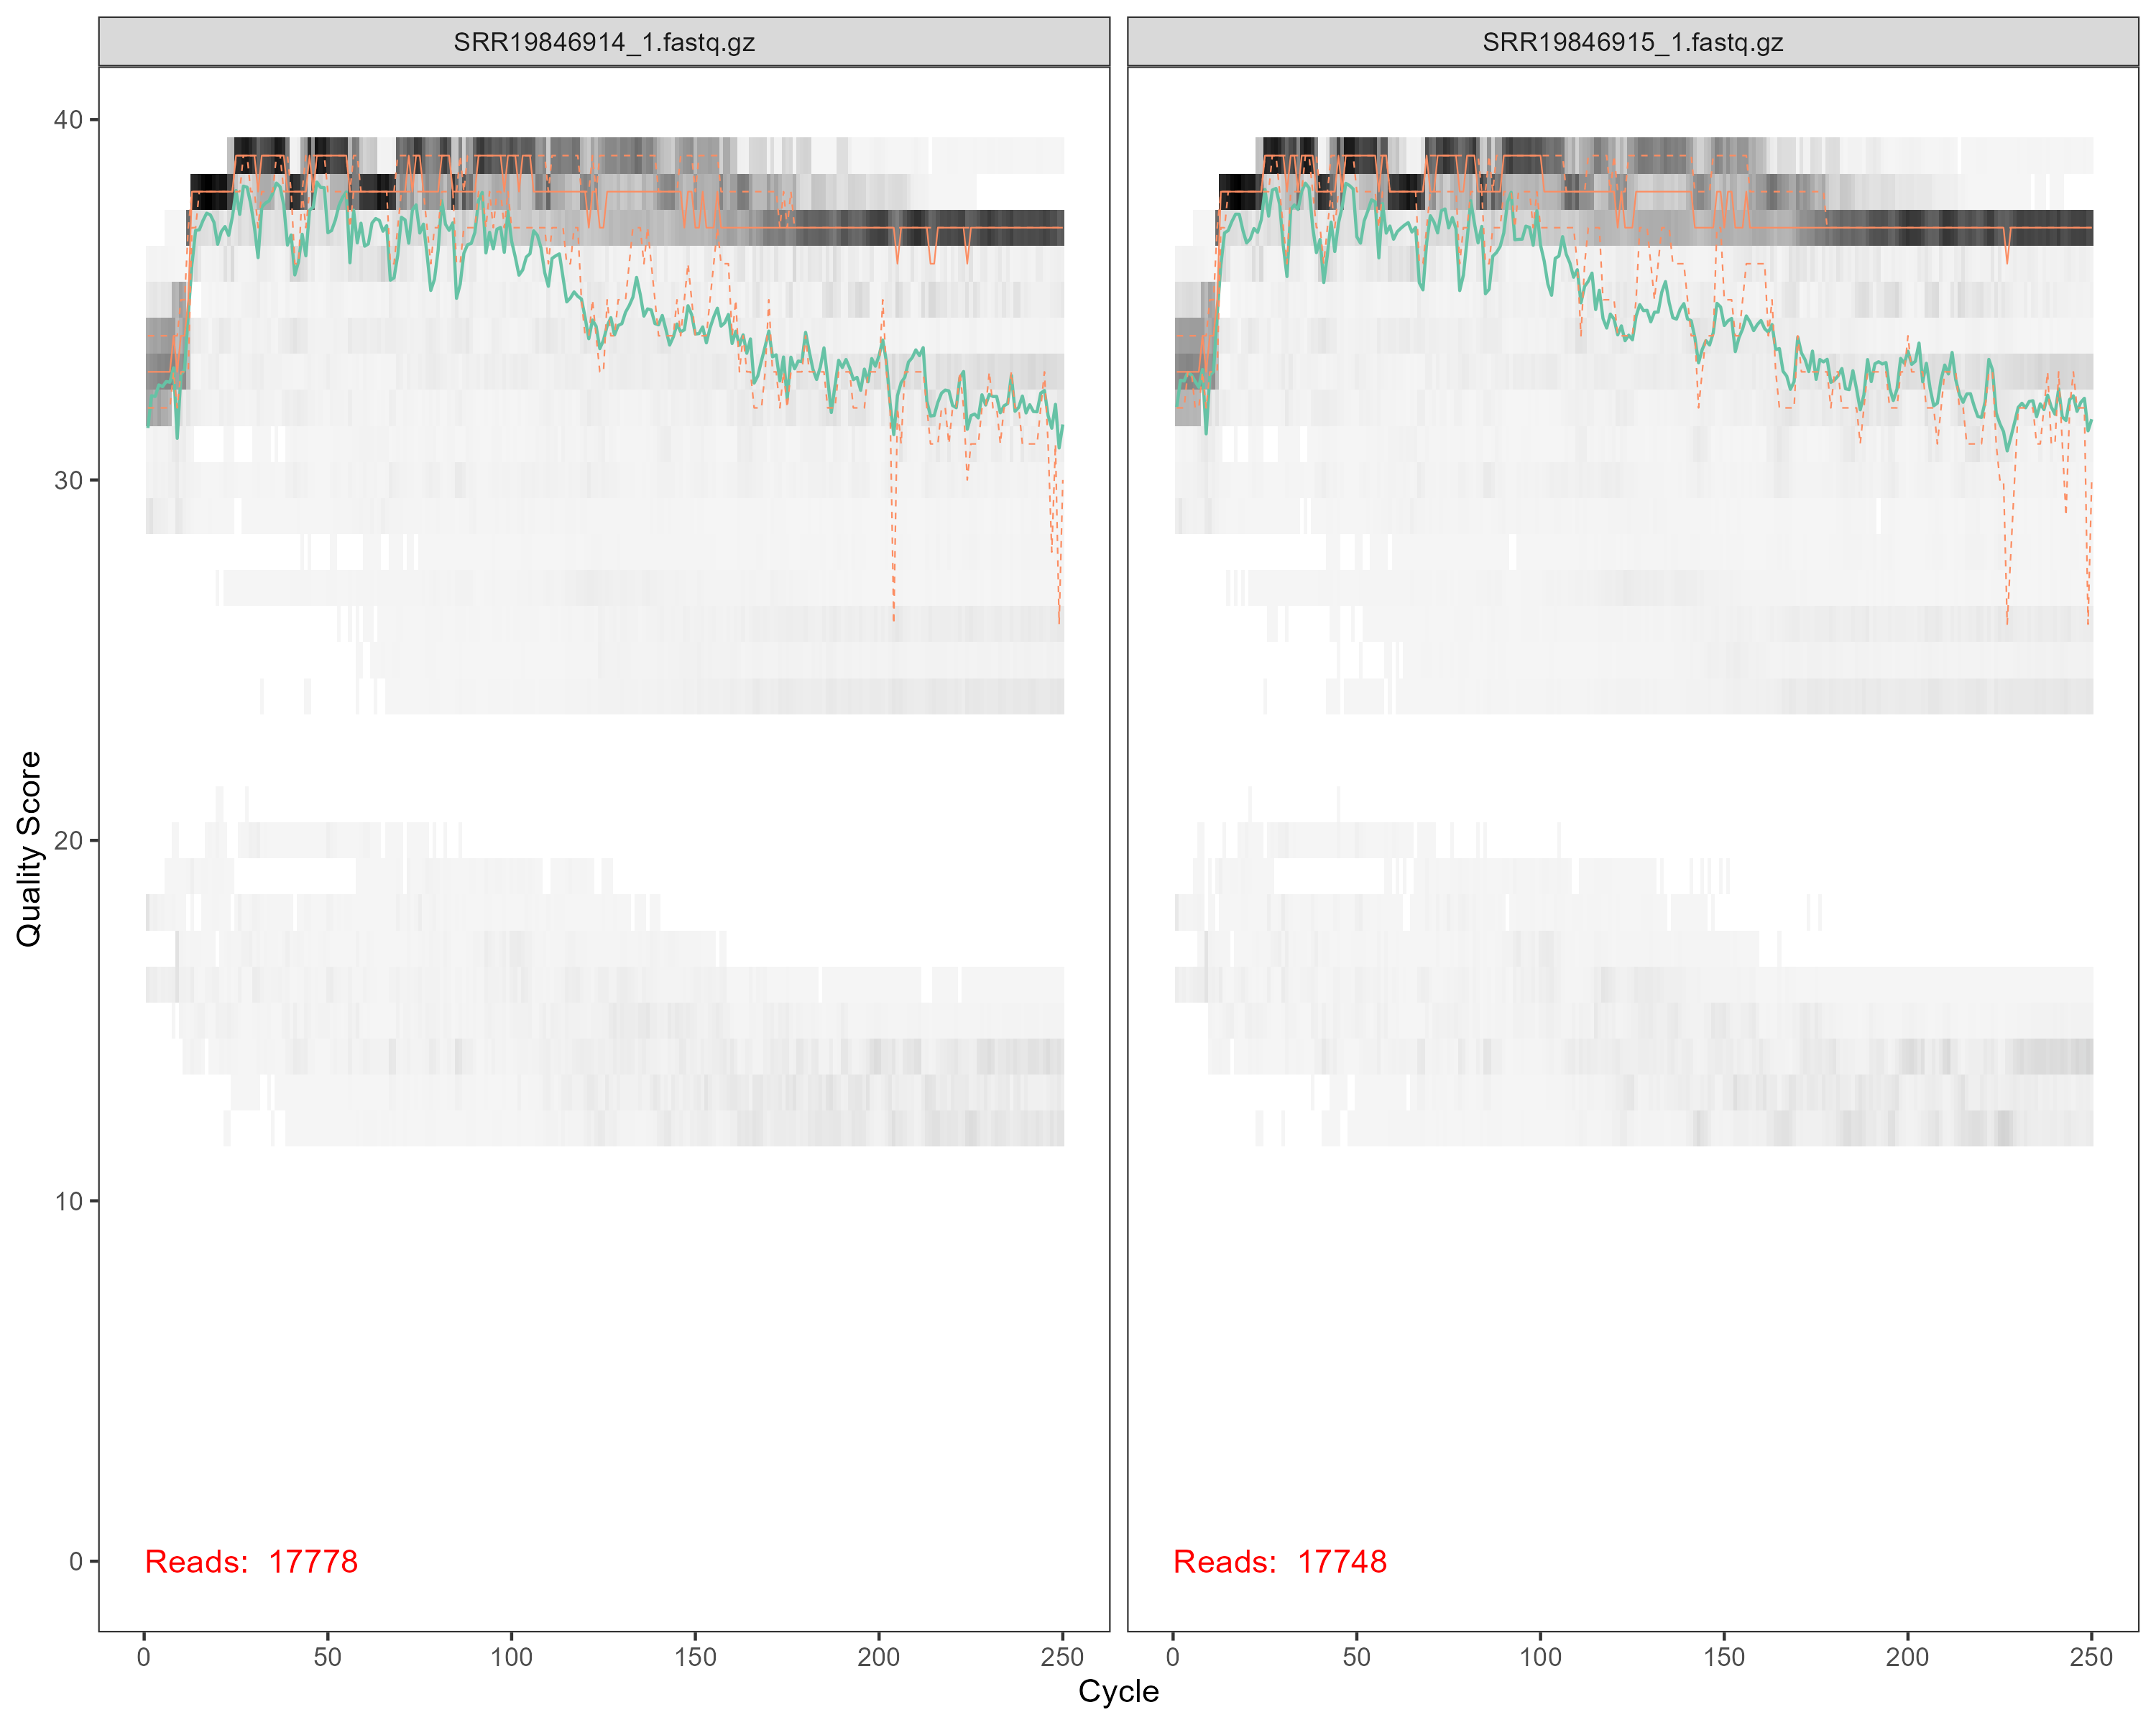 SRR19846914_1.fastq.gz
SRR19846915_1.fastq.gz
Quality Score
40
30
20
10
0
Reads: 17778
Reads: 17748
0 50 100 150 200 250
0 50 100 150 200 250
Cycle